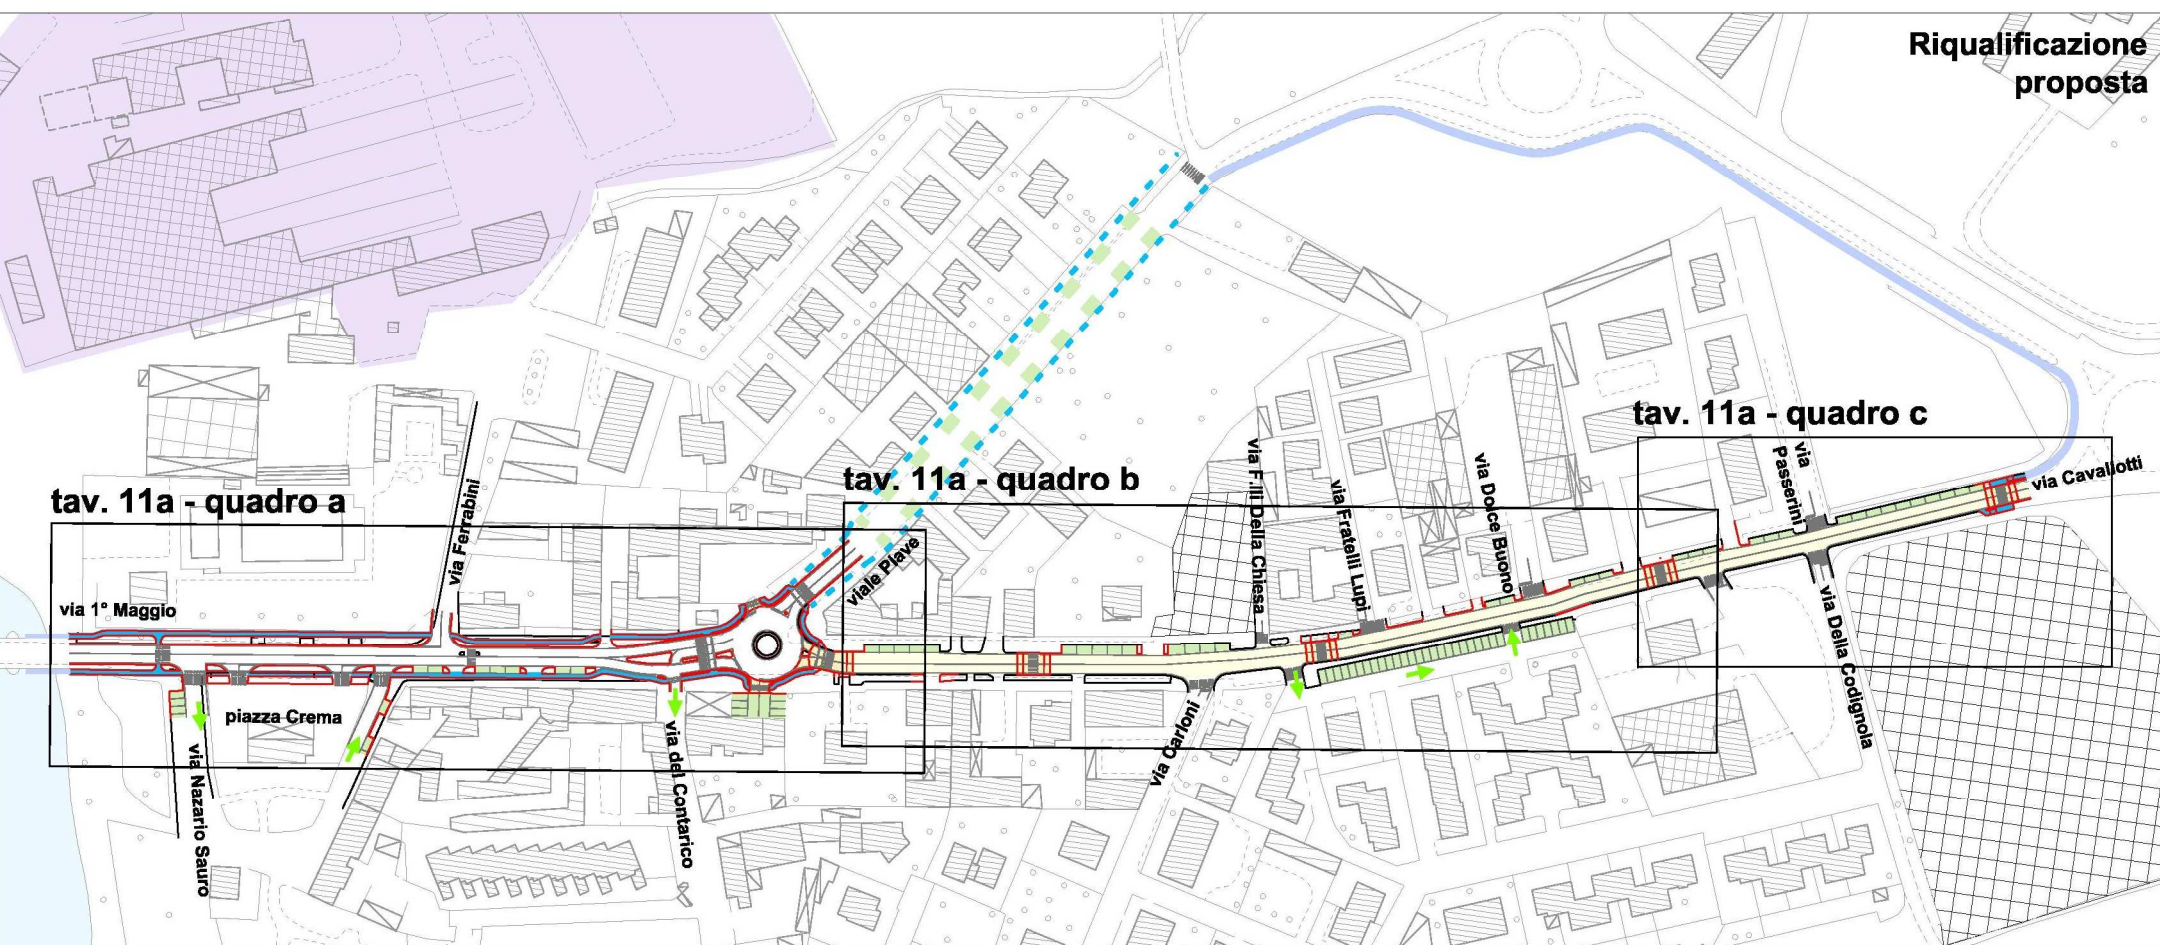 Riqualificazione
proposta
tav. 11a - quadro c
tav. 11a - quadro b
tav. 11a - quadro a
via Ferrabini
via F.lli Della Chiesa
via Fratelli Lupi
via Dolce Buono
via
Passerini
via Cavallotti
viale Piave
via 1° Maggio
piazza Crema
via Nazario Sauro
via del Contarico
via Carloni
via Della Codignola